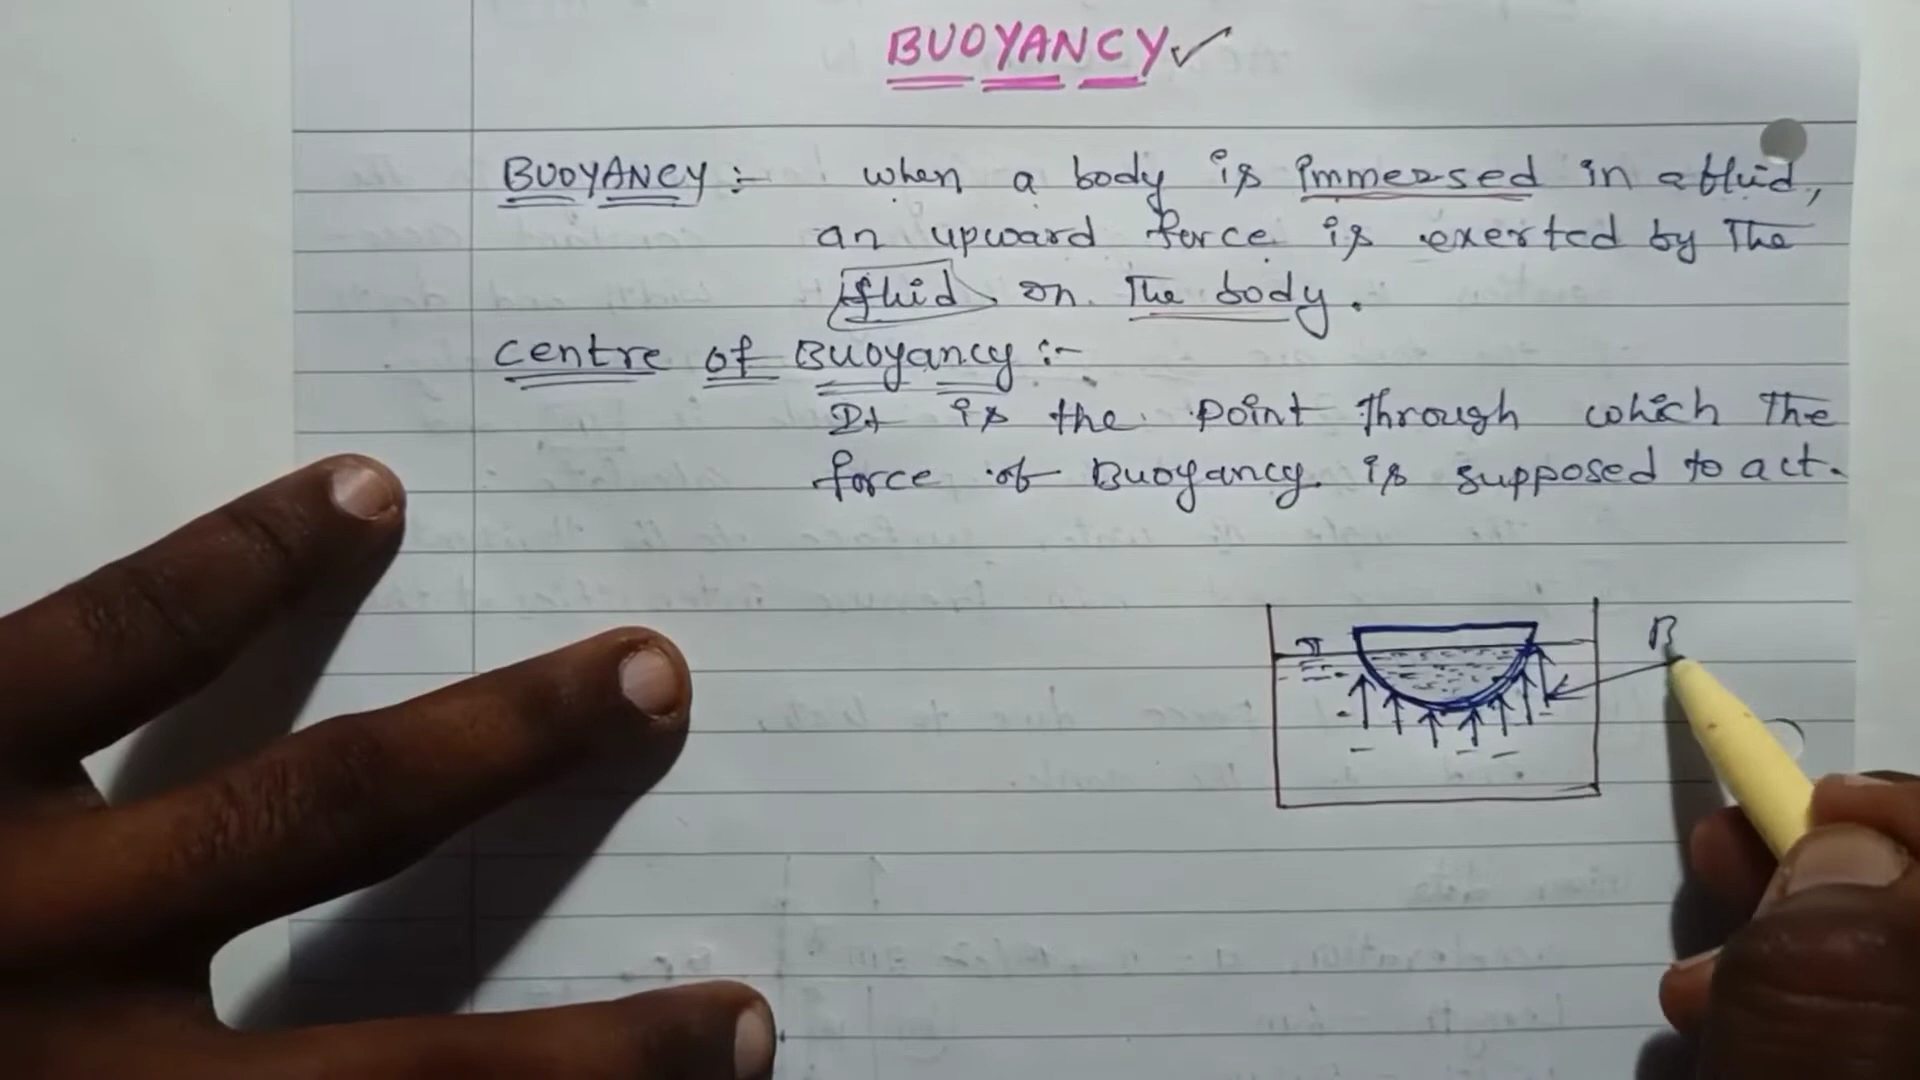 BUOYANCY
BUOYANCY :- when a body is immersed in a fluid,
an upward force is exerted by The
fluid on The body.
Centre of Buoyancy :-
It is the point through which The
force of Buoyancy is supposed to act.
B